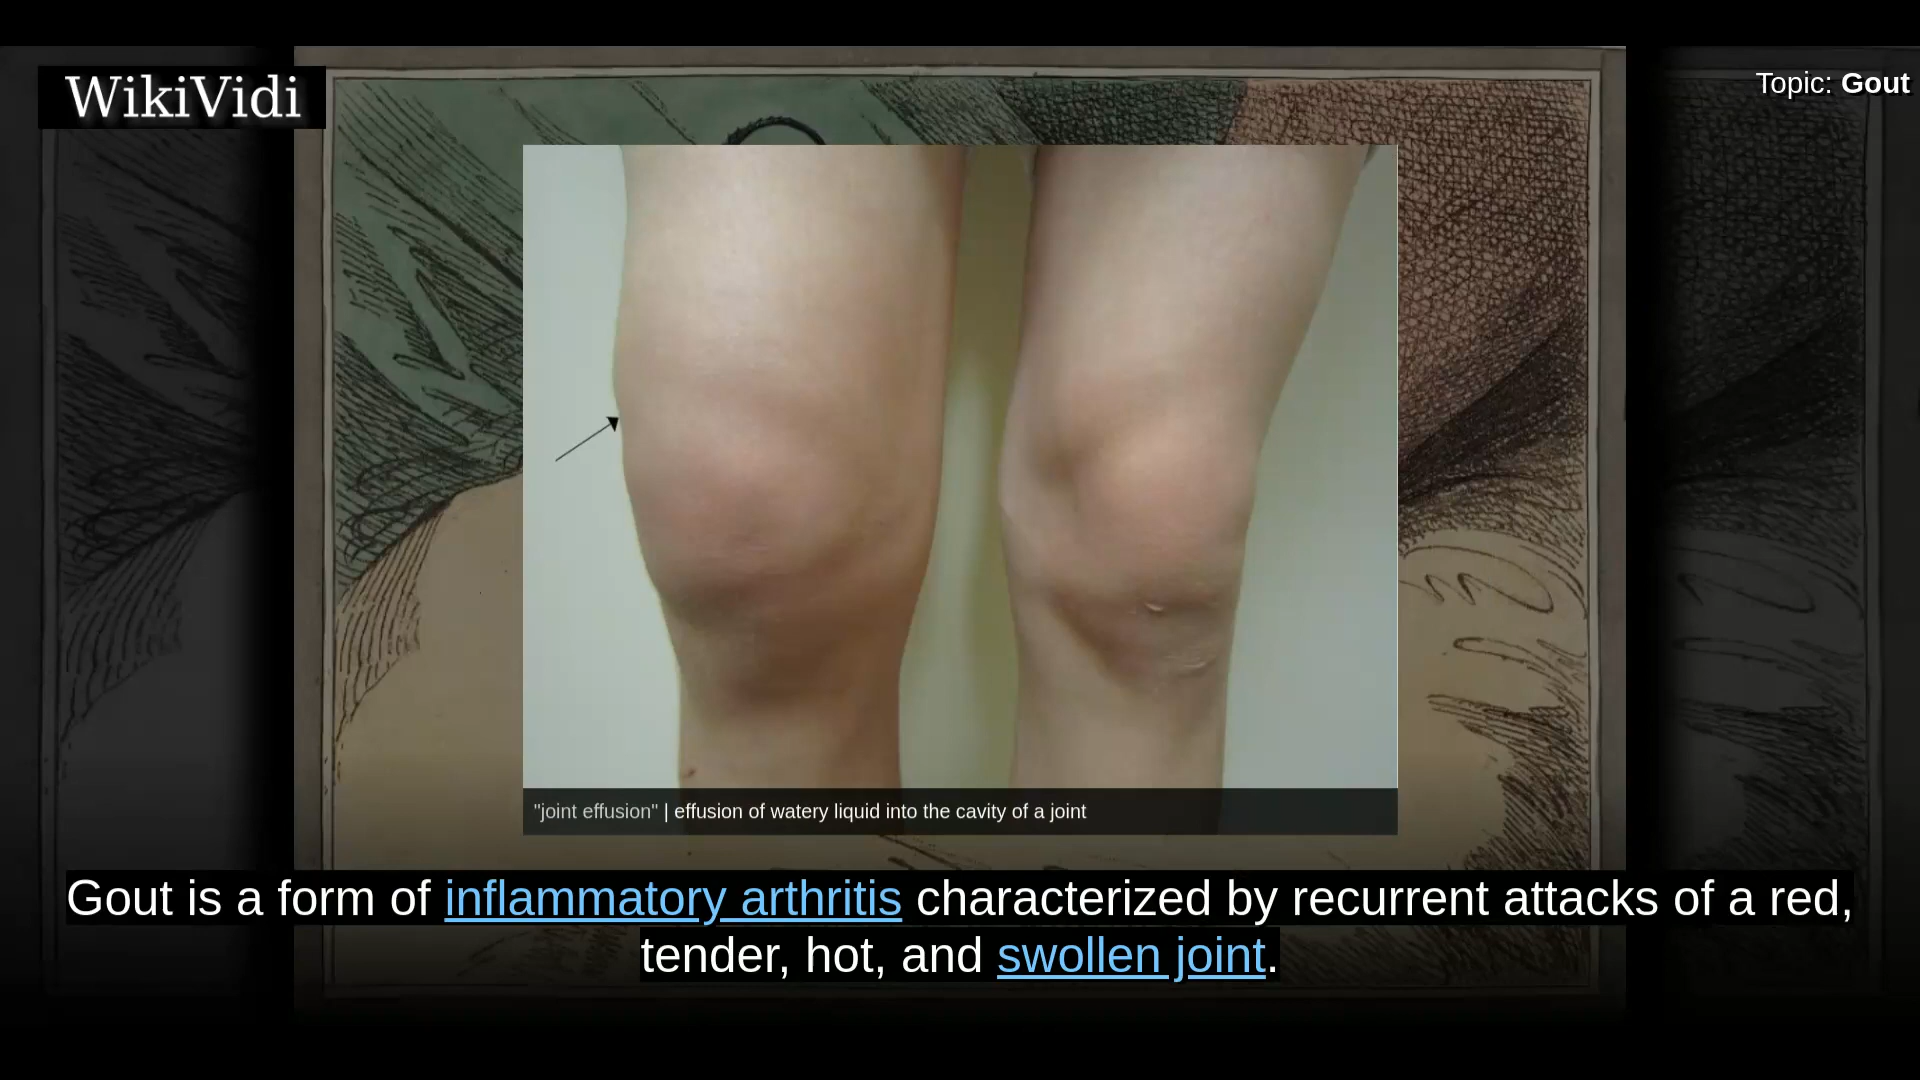 WikiVidi
Topic: Gout
"joint effusion" | effusion of watery liquid into the cavity of a joint
Gout is a form of inflammatory arthritis characterized by recurrent attacks of a red,
tender, hot, and swollen joint.